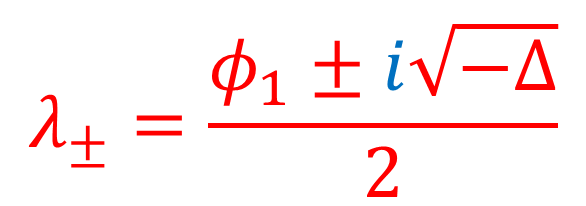 λ± = (ϕ₁ ± i√(−Δ)) / 2